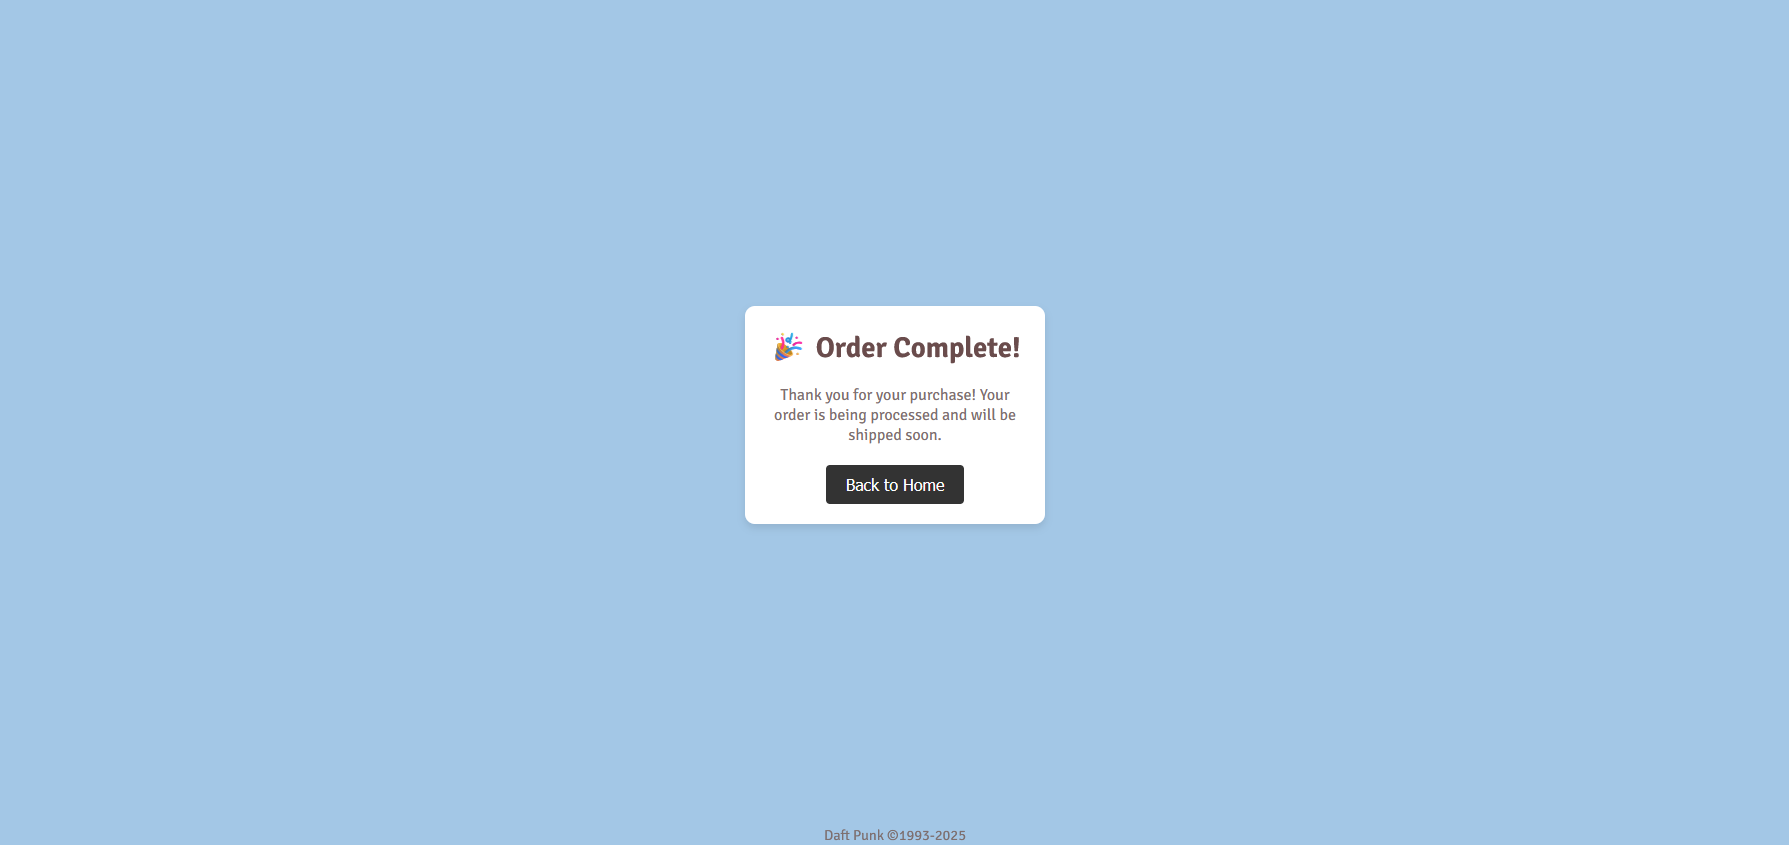 🎉 Order Complete!
Thank you for your purchase! Your
order is being processed and will be
shipped soon.
Back to Home
Daft Punk ©1993-2025